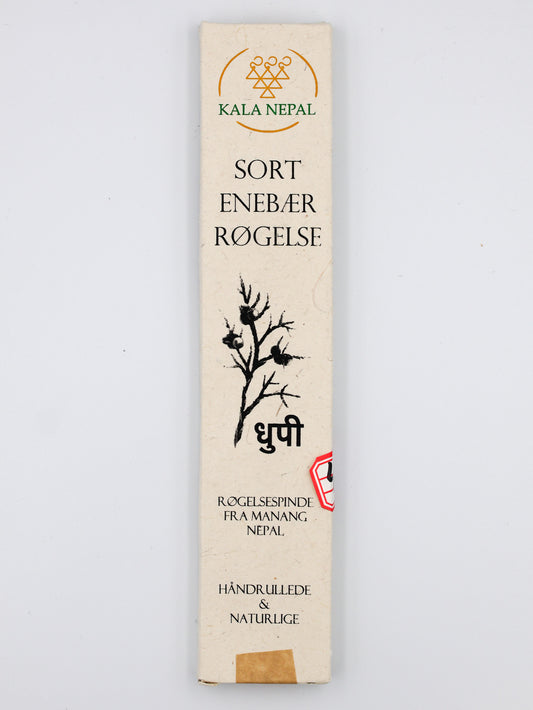 KALA NEPAL
SORT
ENEBÆR
RØGELSE
धुपी
RØGELSESPINDE
FRA MANANG
NEPAL
HÅNDRULLEDE
&
NATURLIGE